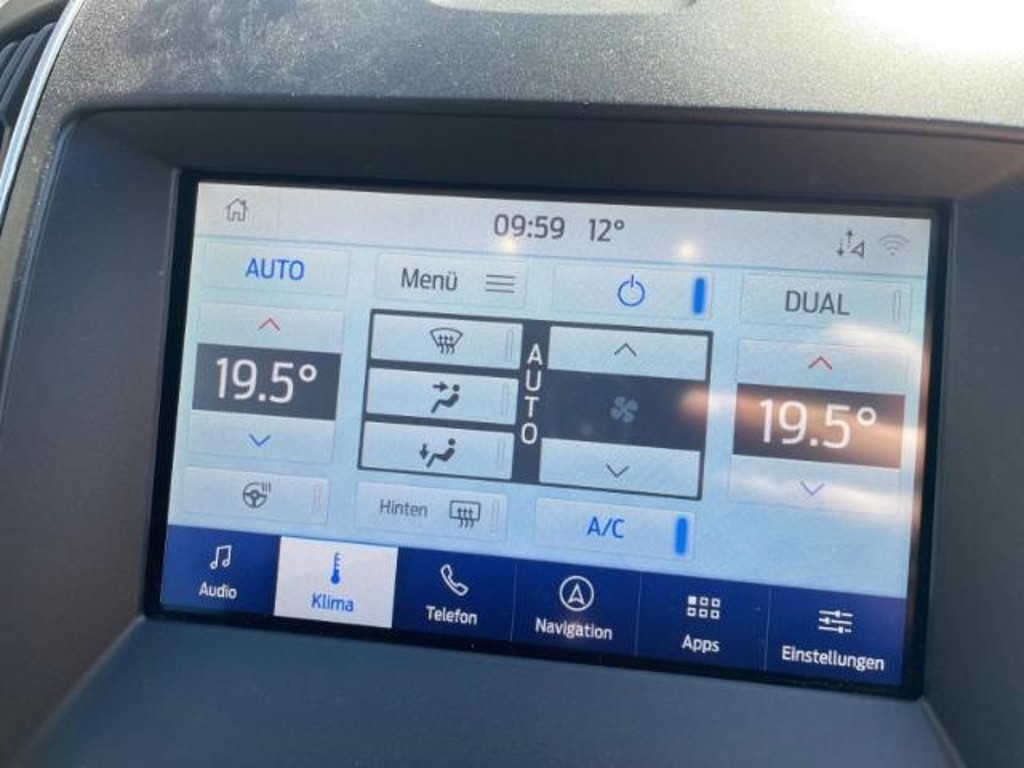 09:59 12°
AUTO
Menü
DUAL
19.5°
AUTO
19.5°
Hinten
A/C
Audio
Klima
Telefon
Navigation
Apps
Einstellungen